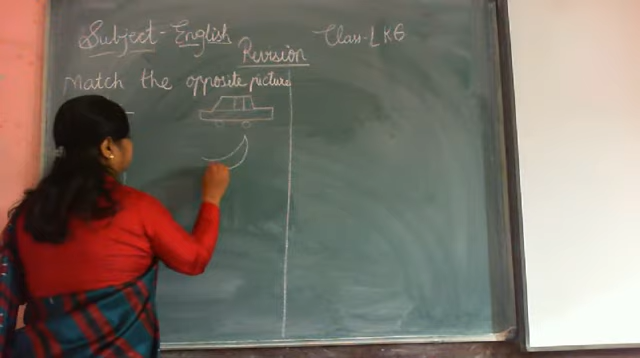 Subject - English
Class - LKG
Revision
Match the opposite picture